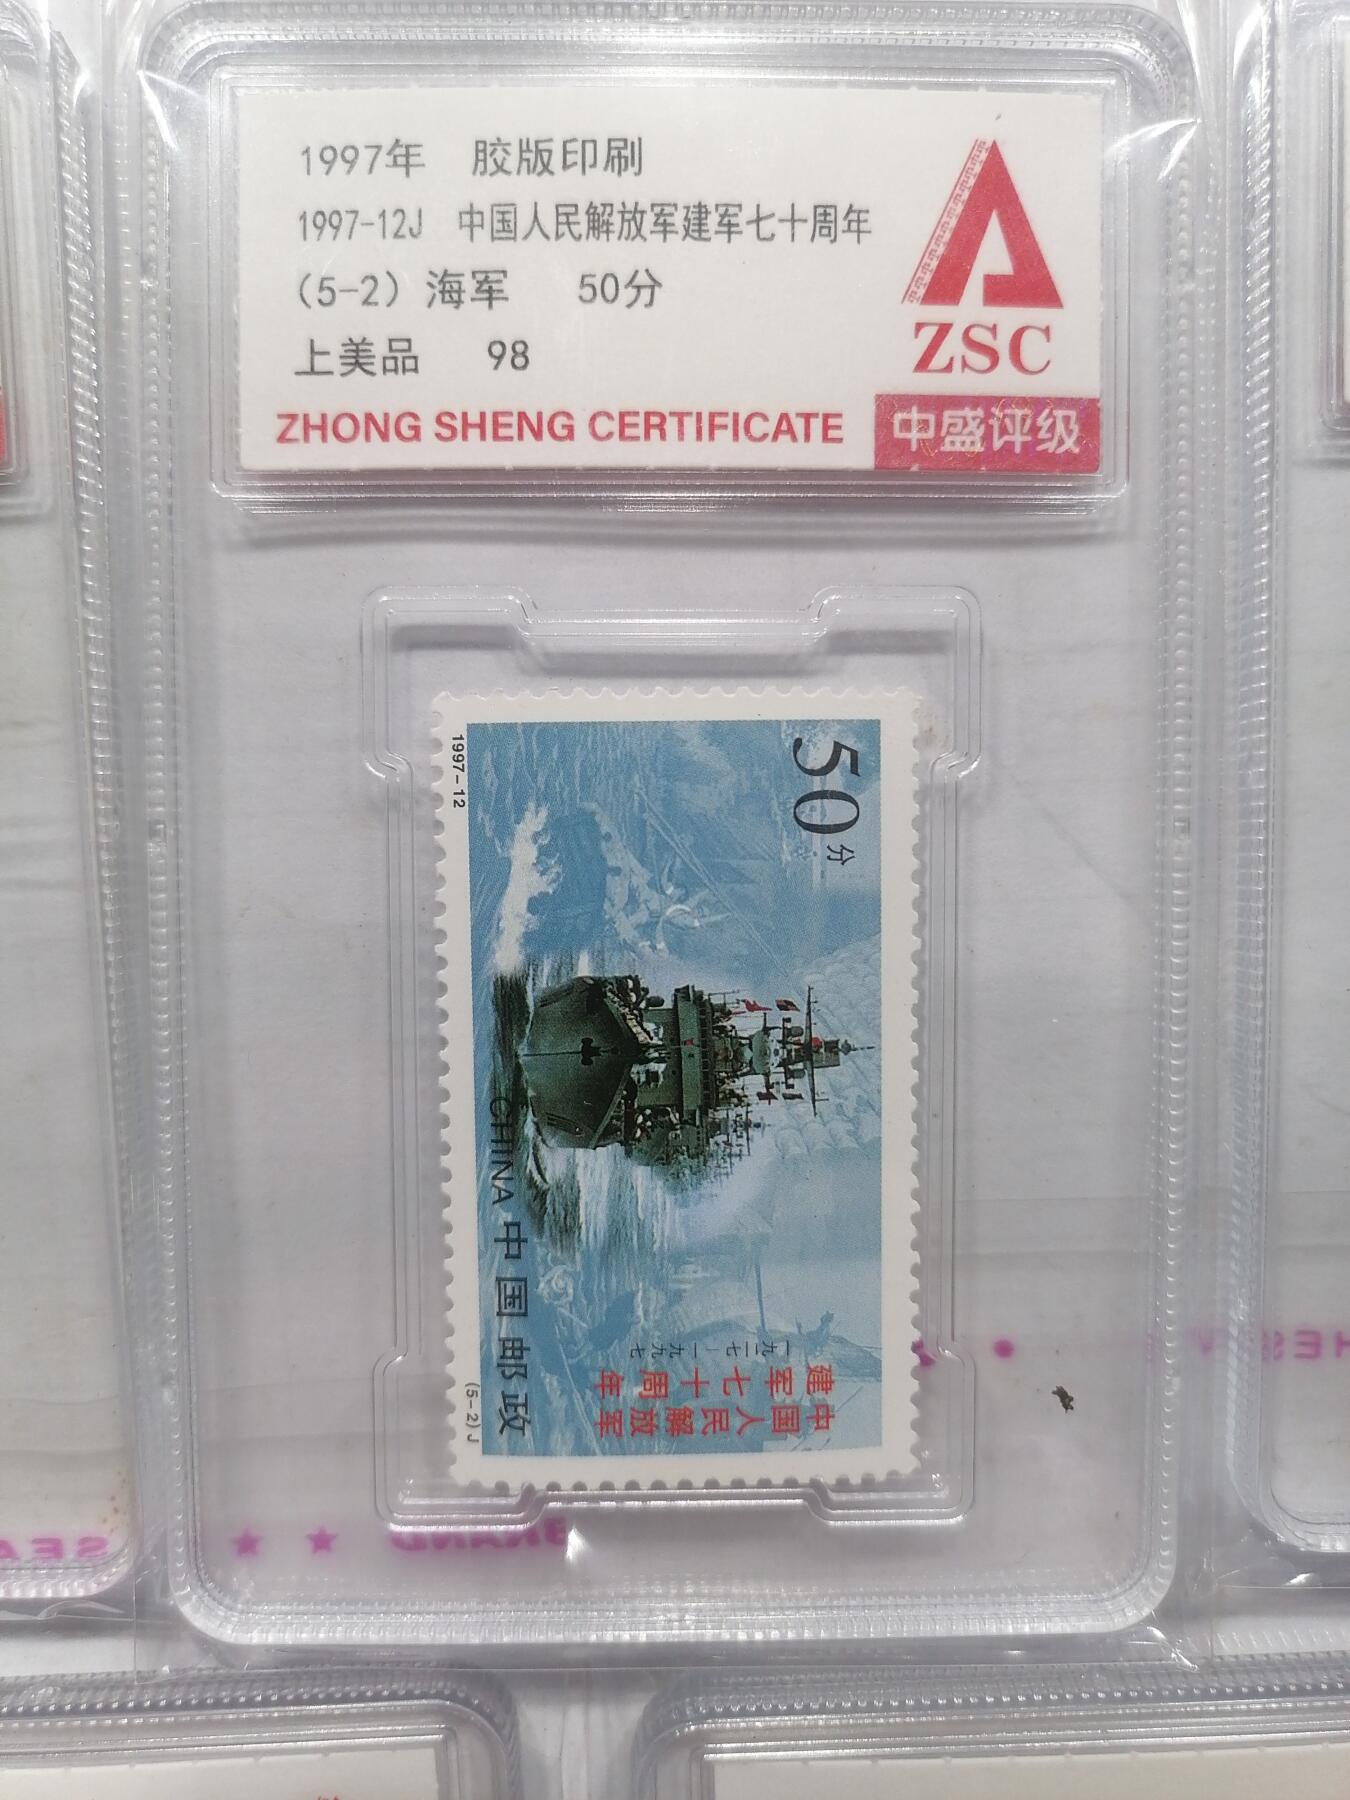 1997年 胶版印刷
1997-12J 中国人民解放军建军七十周年
(5-2) 海军 50分
上美品 98
ZHONG SHENG CERTIFICATE
ZSC
中盛评级
50分
1997-12
CHINA 中国邮政
(5-2)J
中国人民解放军
建军七十周年
一九二七-一九九七
BRAND
SEA